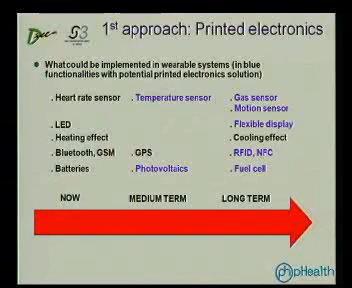 1st approach: Printed electronics
What could be implemented in wearable systems (in blue
functionalities with potential printed electronics solution)
. Heart rate sensor . Temperature sensor . Gas sensor
. Motion sensor
. LED . Flexible display
. Heating effect . Cooling effect
. Bluetooth, GSM . GPS . RFID, NFC
. Batteries . Photovoltaics . Fuel cell
NOW MEDIUM TERM LONG TERM
pHealth